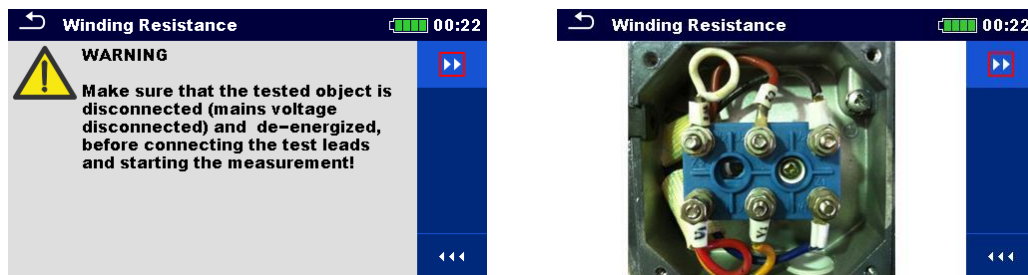 Winding Resistance
00:22
WARNING
Make sure that the tested object is
disconnected (mains voltage
disconnected) and de-energized,
before connecting the test leads
and starting the measurement!
Winding Resistance
00:22